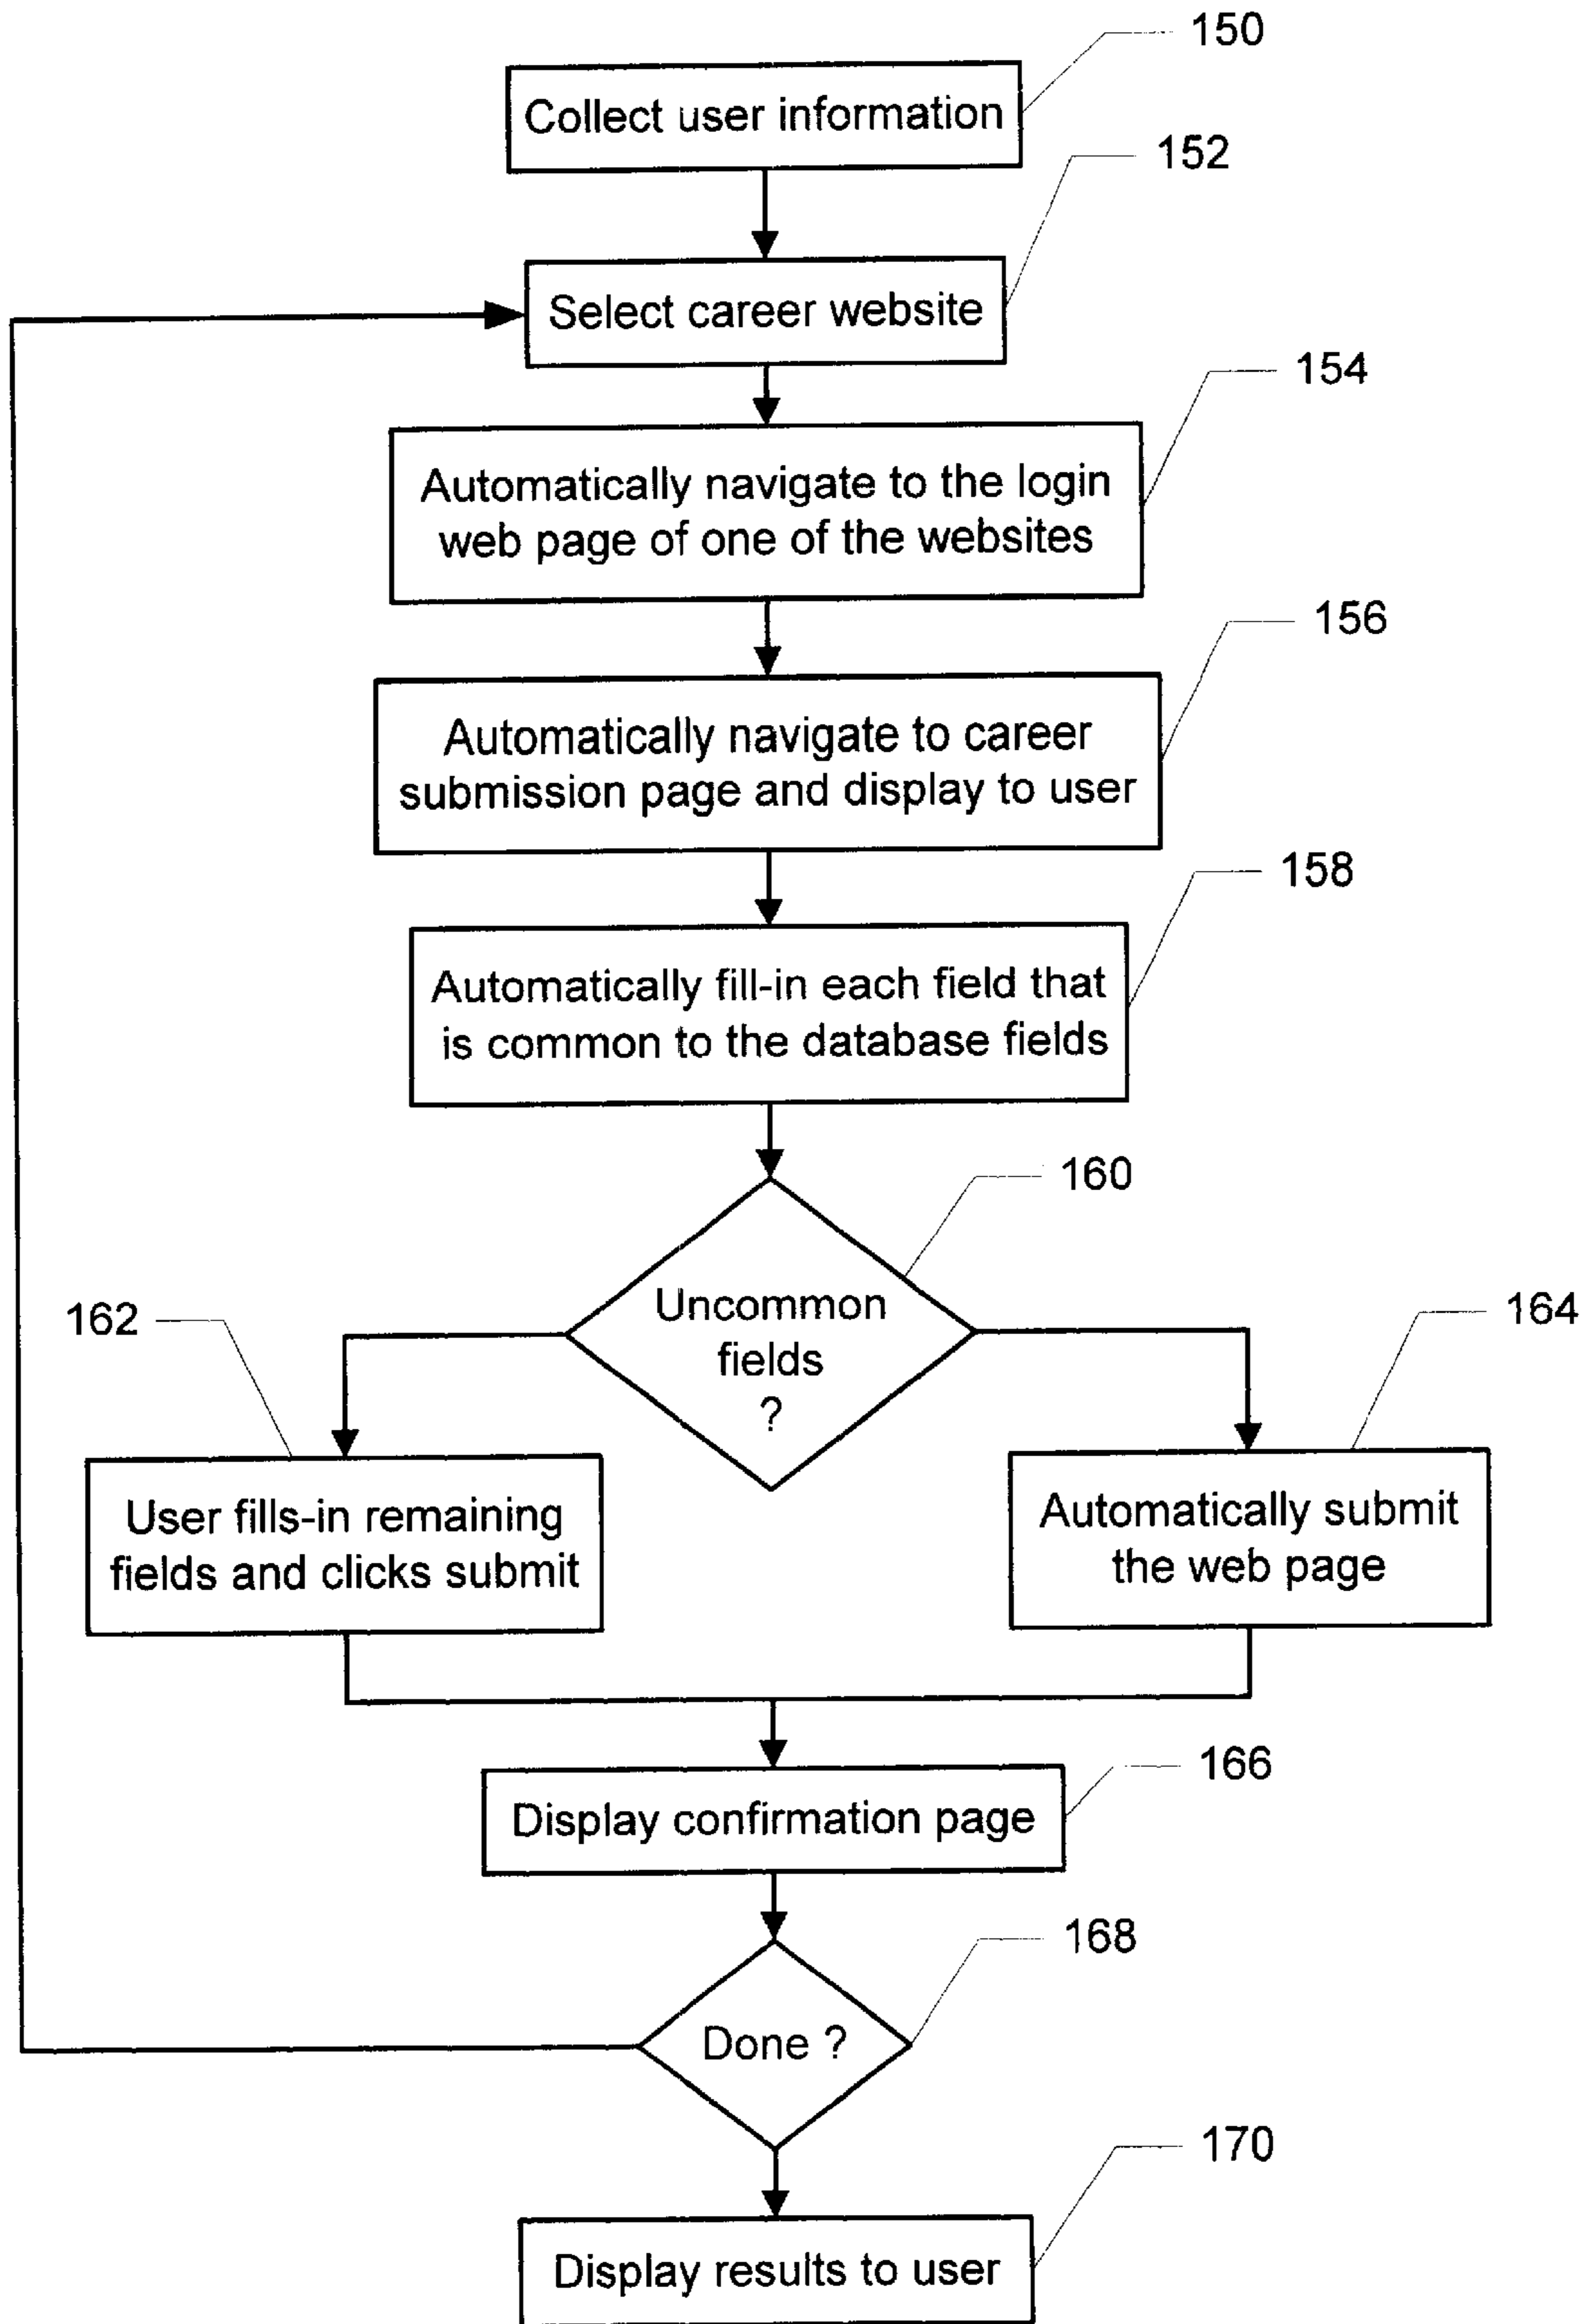 150
Collect user information
152
Select career website
154
Automatically navigate to the login
web page of one of the websites
156
Automatically navigate to career
submission page and display to user
158
Automatically fill-in each field that
is common to the database fields
160
Uncommon
fields
?
162
164
User fills-in remaining
fields and clicks submit
Automatically submit
the web page
166
Display confirmation page
168
Done ?
170
Display results to user